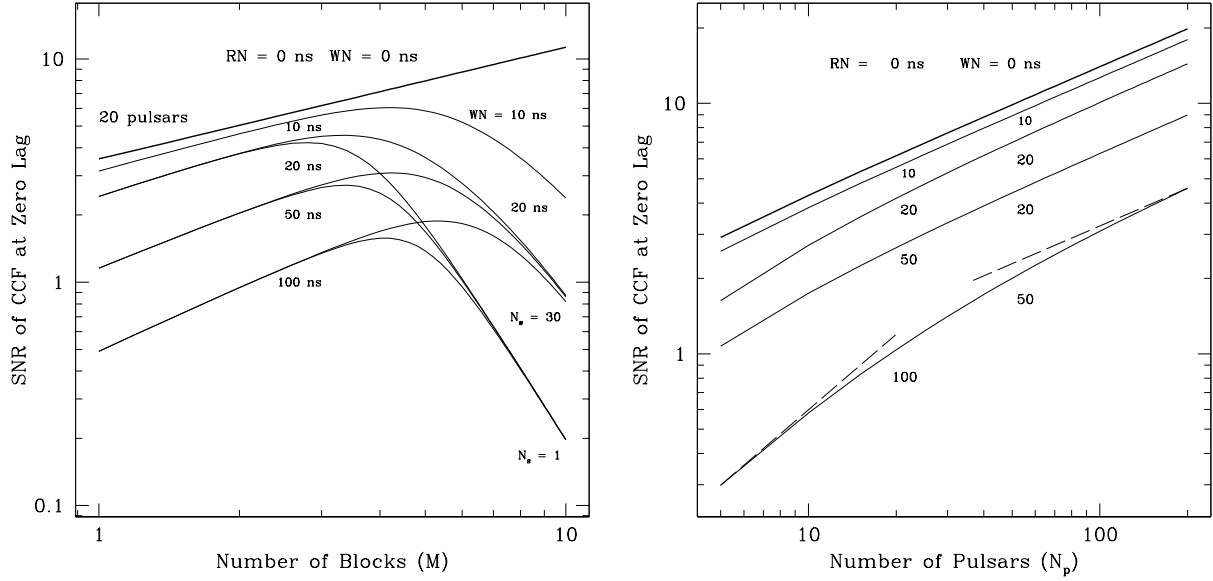 RN = 0 ns WN = 0 ns
20 pulsars
WN = 10 ns
10 ns
20 ns
20 ns
50 ns
100 ns
N_s = 30
N_s = 1
10
1
0.1
1
10
SNR of CCF at Zero Lag
Number of Blocks (M)
RN = 0 ns WN = 0 ns
10
10
20
20
20
50
50
100
10
1
10
100
SNR of CCF at Zero Lag
Number of Pulsars (N_p)